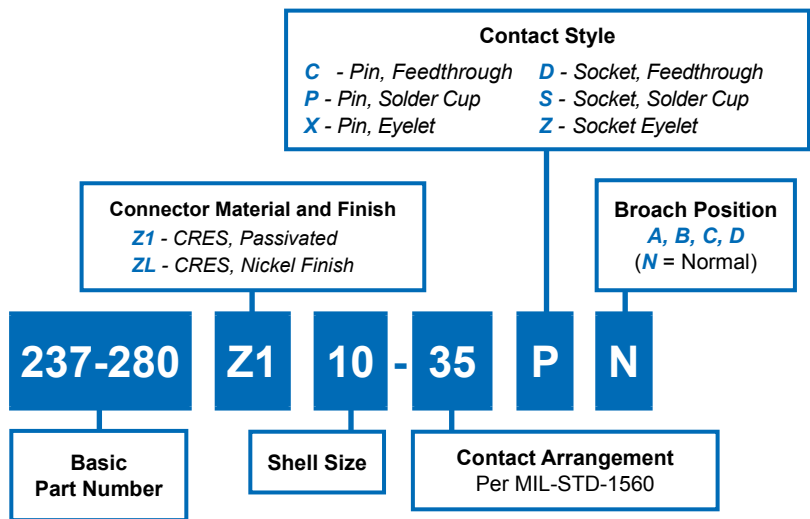 Contact Style
C - Pin, Feedthrough D - Socket, Feedthrough
P - Pin, Solder Cup S - Socket, Solder Cup
X - Pin, Eyelet Z - Socket Eyelet
Connector Material and Finish
Z1 - CRES, Passivated
ZL - CRES, Nickel Finish
Broach Position
A, B, C, D
(N = Normal)
237-280 Z1 10 - 35 P N
Basic
Part Number
Shell Size
Contact Arrangement
Per MIL-STD-1560